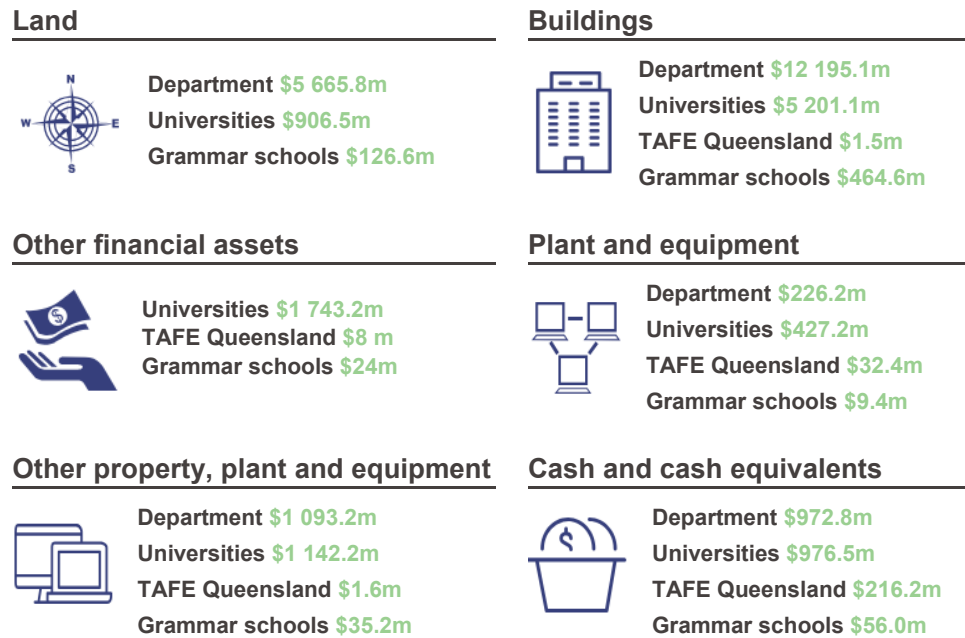 Land
N
W
E
S
Department $5 665.8m
Universities $906.5m
Grammar schools $126.6m
Buildings
Department $12 195.1m
Universities $5 201.1m
TAFE Queensland $1.5m
Grammar schools $464.6m
Other financial assets
$
Universities $1 743.2m
TAFE Queensland $8 m
Grammar schools $24m
Plant and equipment
Department $226.2m
Universities $427.2m
TAFE Queensland $32.4m
Grammar schools $9.4m
Other property, plant and equipment
Department $1 093.2m
Universities $1 142.2m
TAFE Queensland $1.6m
Grammar schools $35.2m
Cash and cash equivalents
$
Department $972.8m
Universities $976.5m
TAFE Queensland $216.2m
Grammar schools $56.0m